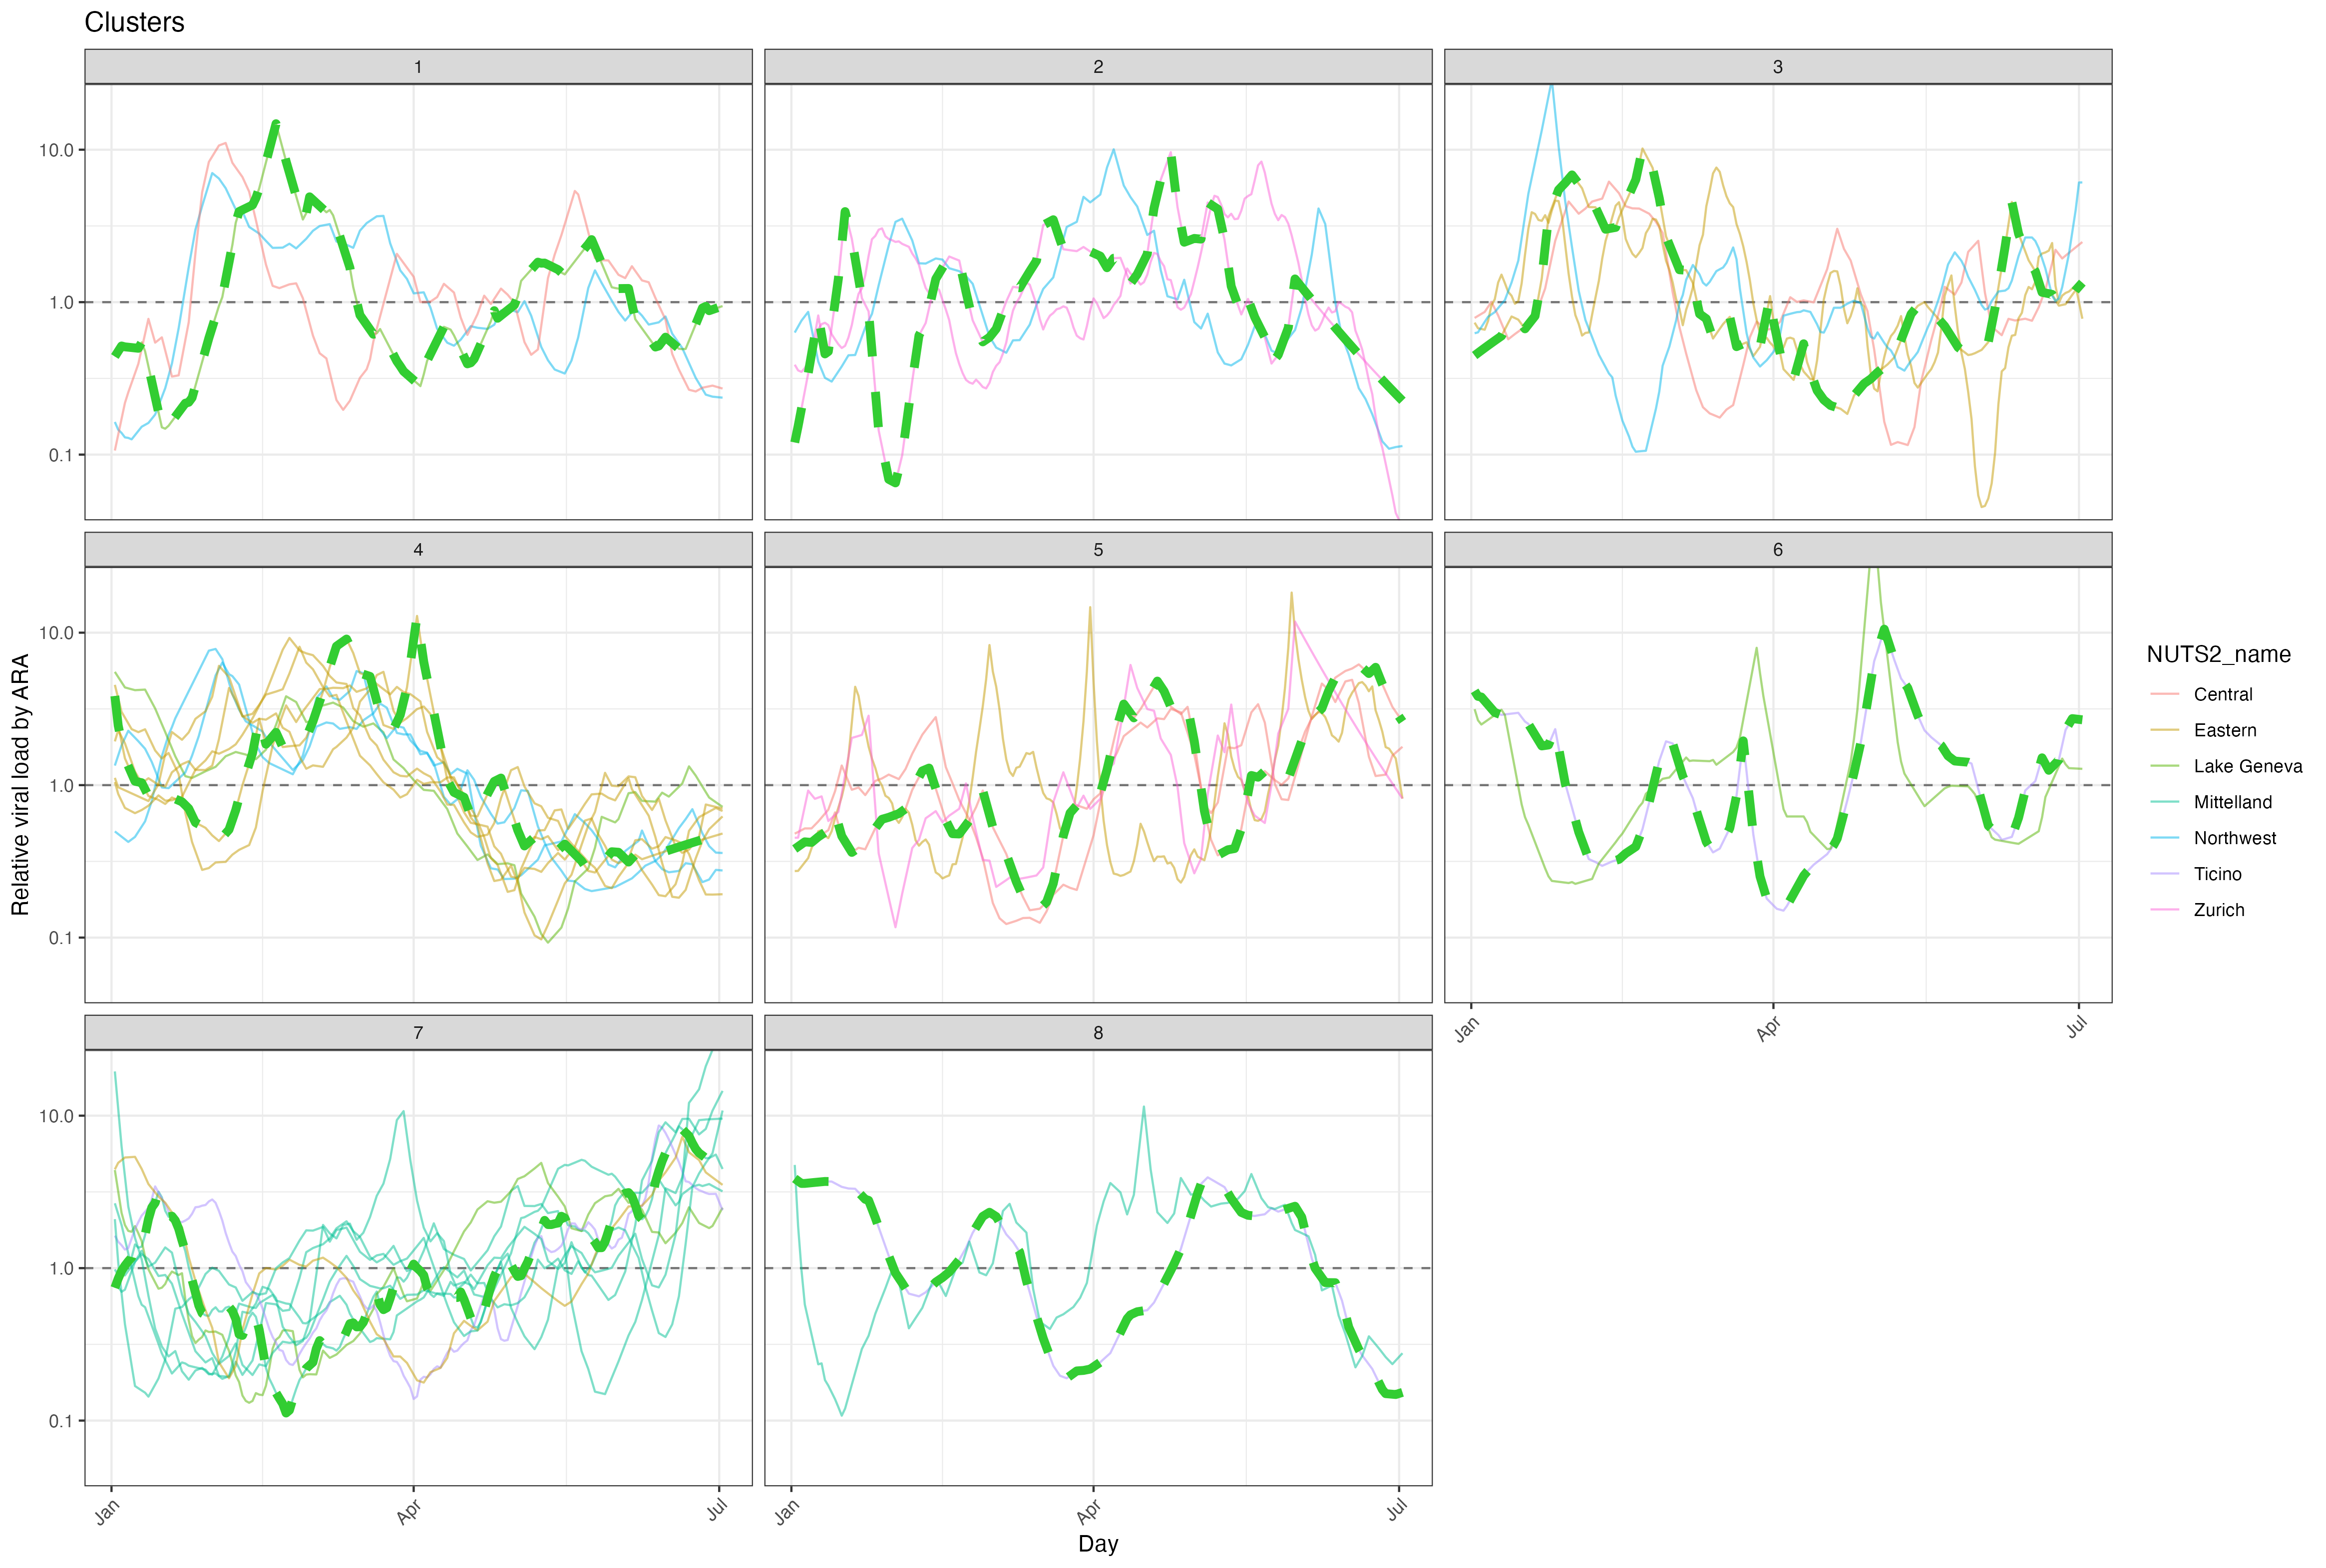 Clusters
1
2
3
10.0
1.0
0.1
4
5
6
10.0
1.0
0.1
Relative viral load by ARA
Jan
Apr
Jul
7
8
10.0
1.0
0.1
Jan
Apr
Jul
Jan
Apr
Jul
Day
NUTS2_name
Central
Eastern
Lake Geneva
Mittelland
Northwest
Ticino
Zurich